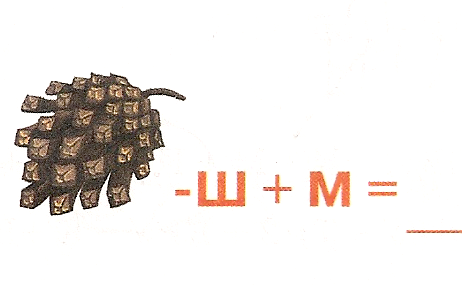 -Ш + М = __